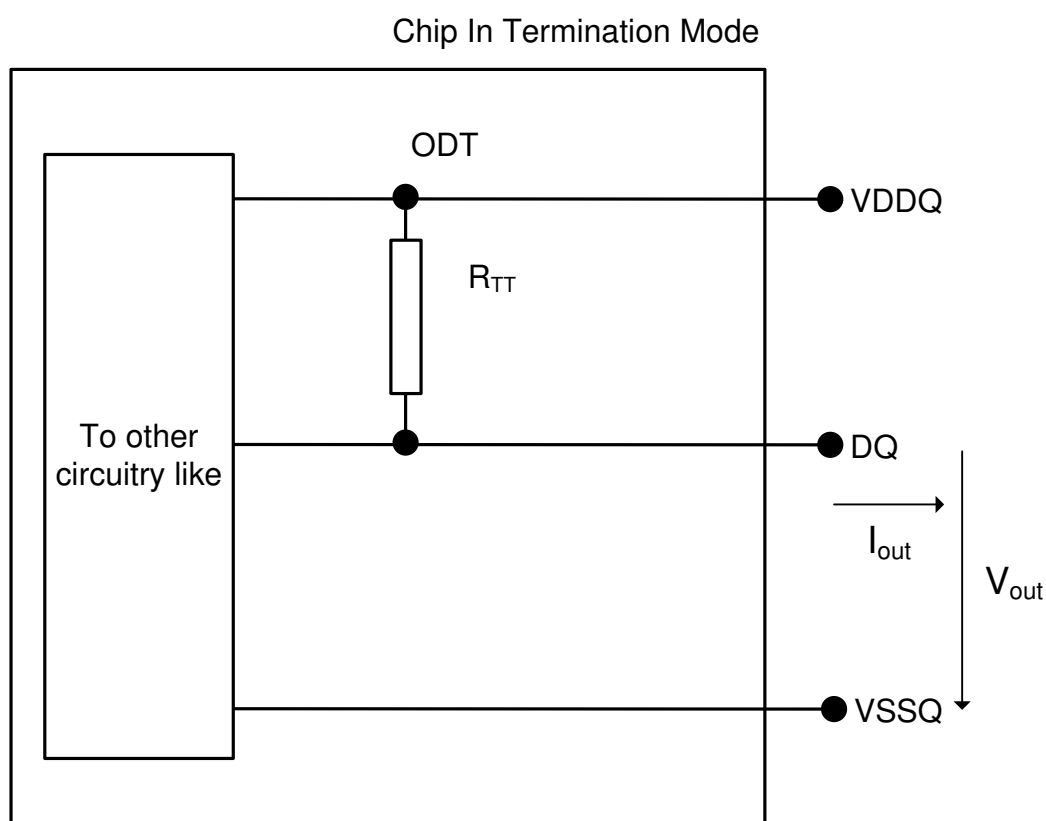 Chip In Termination Mode
ODT
VDDQ
RTT
To other
circuitry like
DQ
Iout
Vout
VSSQ